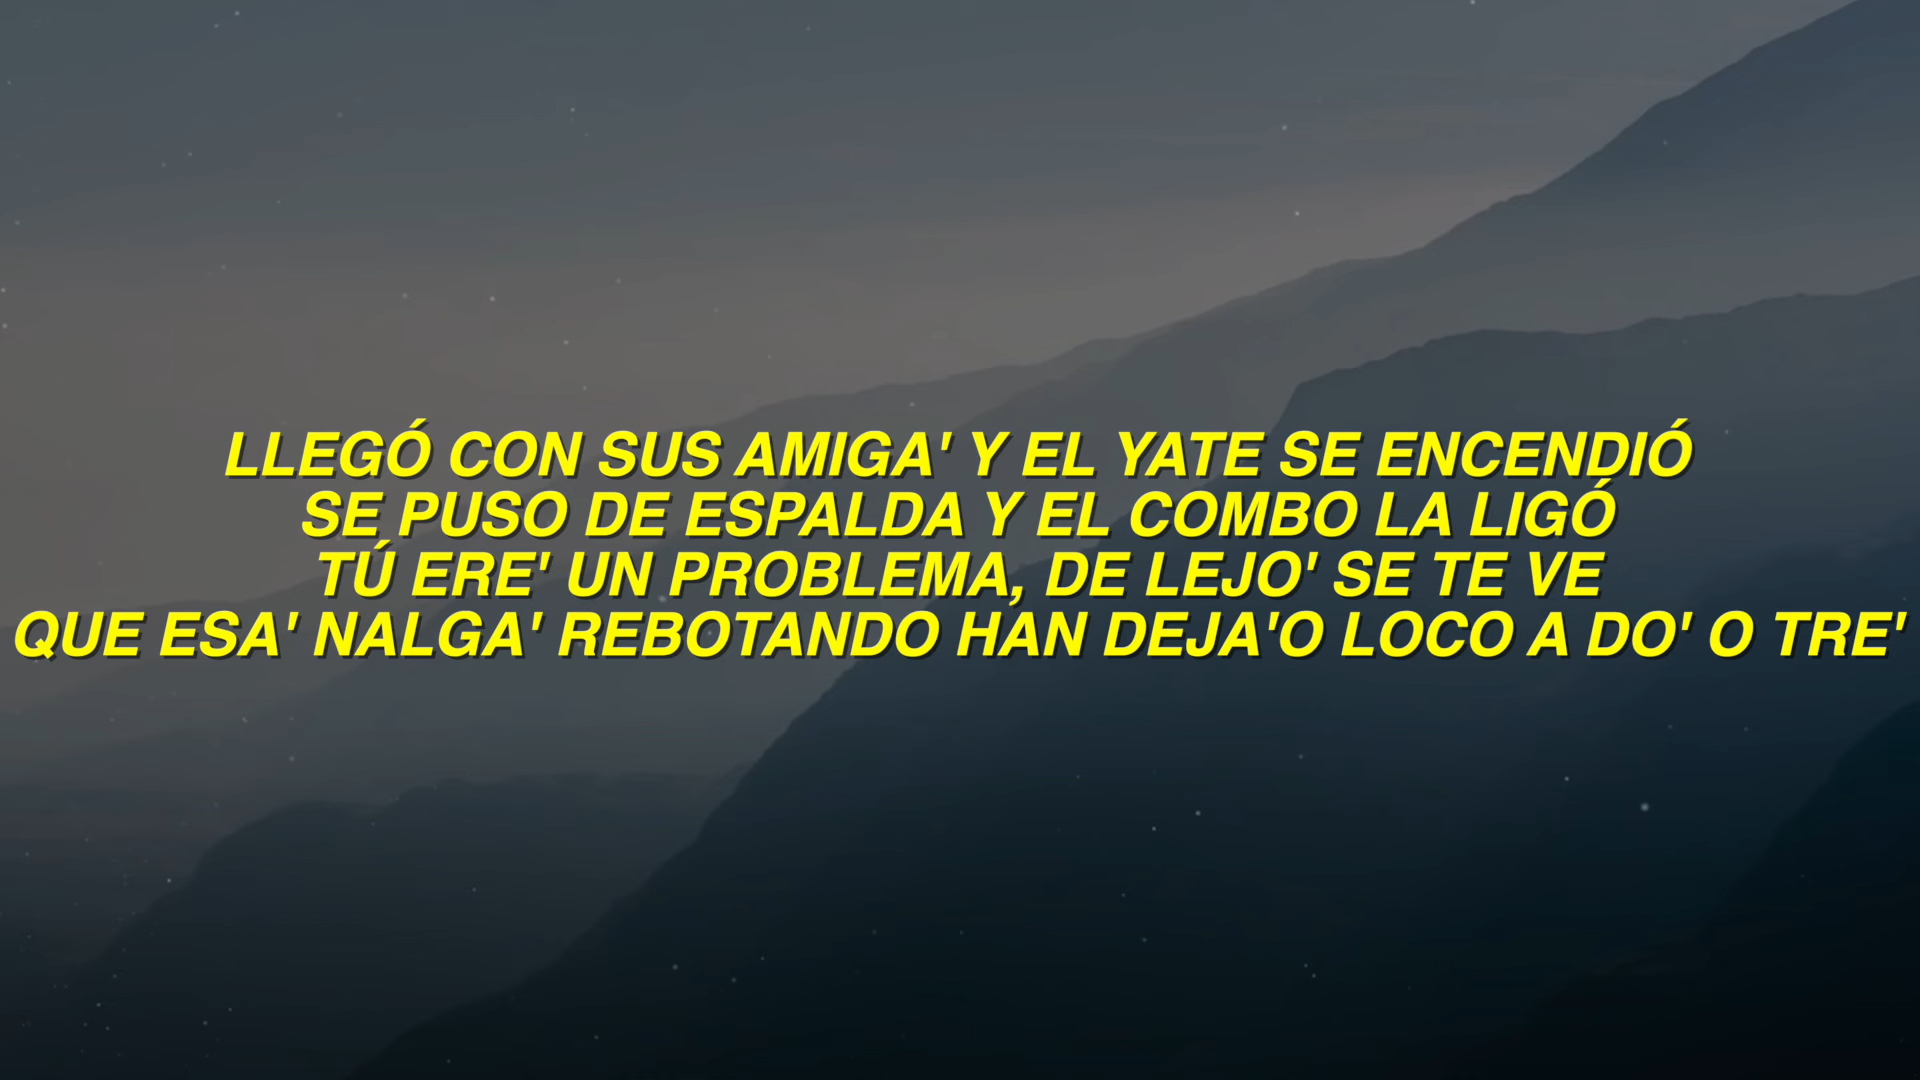 LLEGÓ CON SUS AMIGA' Y EL YATE SE ENCENDIÓ
SE PUSO DE ESPALDA Y EL COMBO LA LIGÓ
TÚ ERE' UN PROBLEMA, DE LEJO' SE TE VE
QUE ESA' NALGA' REBOTANDO HAN DEJA'O LOCO A DO' O TRE'